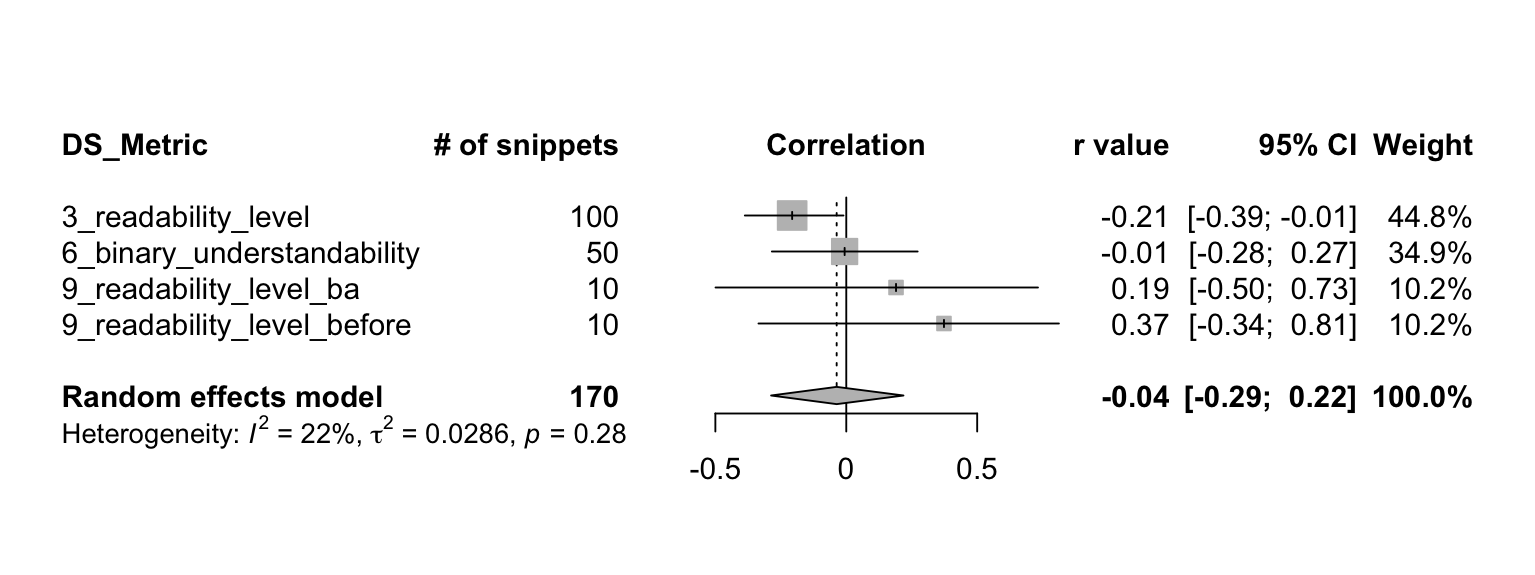 DS_Metric # of snippets Correlation r value 95% CI Weight
3_readability_level 100 -0.21 [-0.39; -0.01] 44.8%
6_binary_understandability 50 -0.01 [-0.28; 0.27] 34.9%
9_readability_level_ba 10 0.19 [-0.50; 0.73] 10.2%
9_readability_level_before 10 0.37 [-0.34; 0.81] 10.2%
Random effects model 170 -0.04 [-0.29; 0.22] 100.0%
Heterogeneity: I² = 22%, τ² = 0.0286, p = 0.28
-0.5 0 0.5